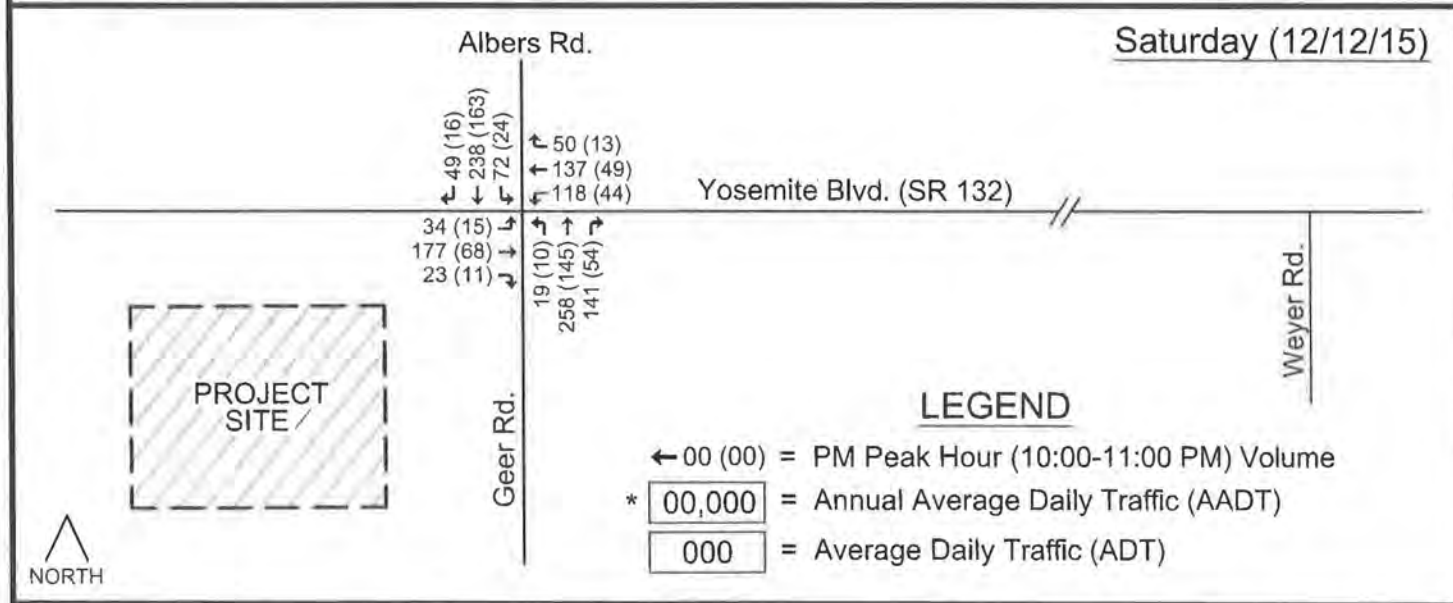 Saturday (12/12/15)
Albers Rd.
49 (16)
238 (163)
72 (24)
50 (13)
137 (49)
118 (44)
Yosemite Blvd. (SR 132)
34 (15)
177 (68)
23 (11)
19 (10)
258 (145)
141 (54)
Weyer Rd.
PROJECT
SITE
Geer Rd.
LEGEND
00 (00) = PM Peak Hour (10:00-11:00 PM) Volume
* 00,000 = Annual Average Daily Traffic (AADT)
000 = Average Daily Traffic (ADT)
NORTH